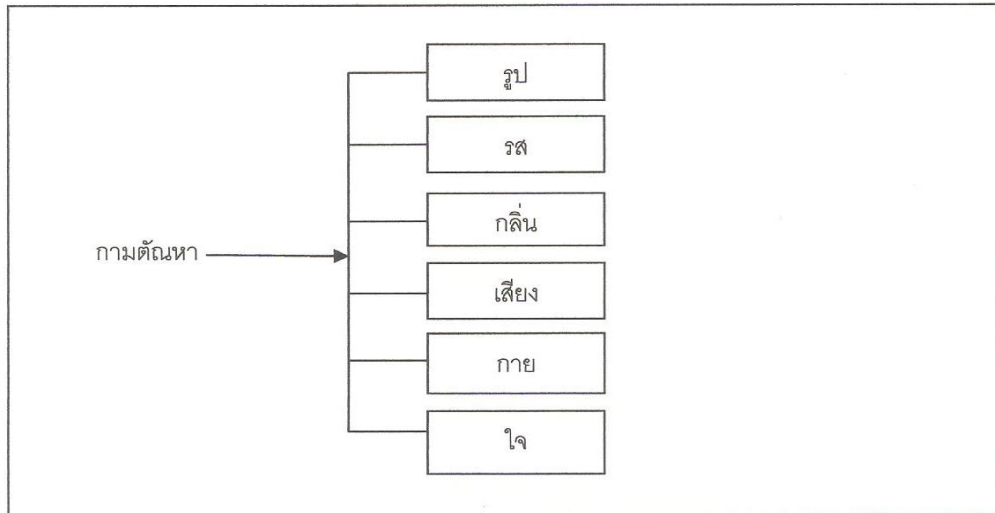 รูป
รส
กลิ่น
กามตัณหา
เสียง
กาย
ใจ